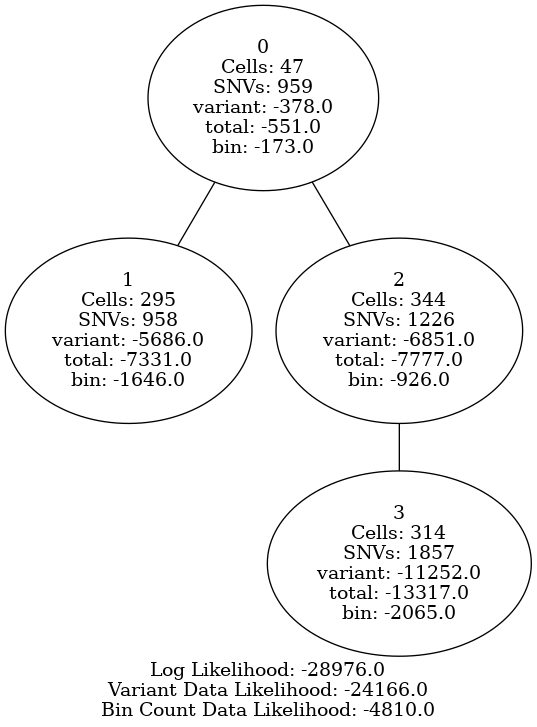 0
Cells: 47
SNVs: 959
variant: -378.0
total: -551.0
bin: -173.0
1
Cells: 295
SNVs: 958
variant: -5686.0
total: -7331.0
bin: -1646.0
2
Cells: 344
SNVs: 1226
variant: -6851.0
total: -7777.0
bin: -926.0
3
Cells: 314
SNVs: 1857
variant: -11252.0
total: -13317.0
bin: -2065.0
Log Likelihood: -28976.0
Variant Data Likelihood: -24166.0
Bin Count Data Likelihood: -4810.0